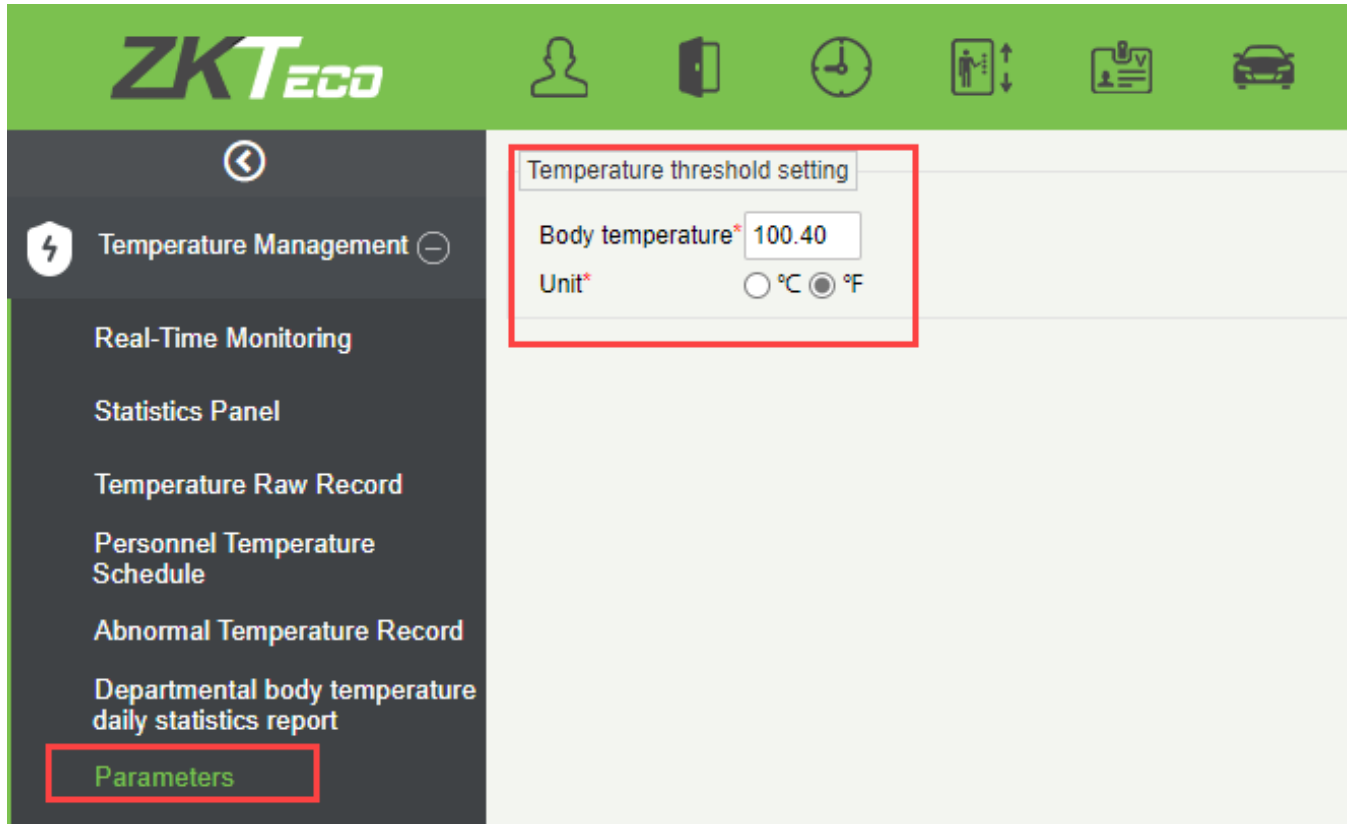 ZKTeco
V
Temperature Management
Real-Time Monitoring
Statistics Panel
Temperature Raw Record
Personnel Temperature
Schedule
Abnormal Temperature Record
Departmental body temperature
daily statistics report
Parameters
Temperature threshold setting
Body temperature* 100.40
Unit* ℃ ℉